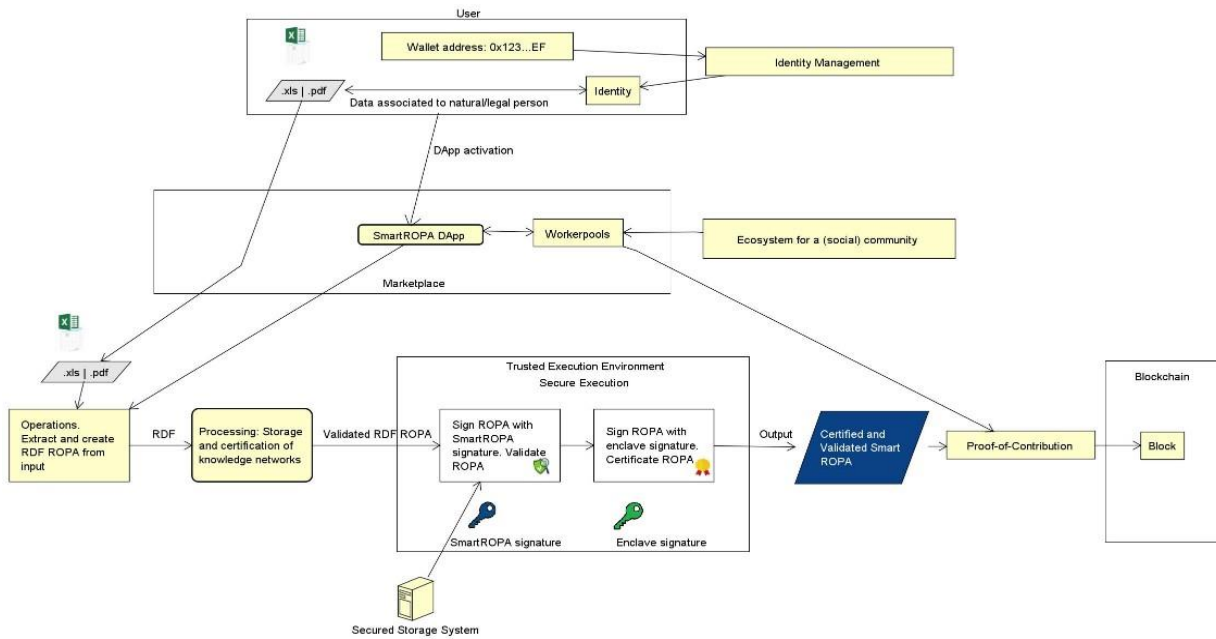 User
Wallet address: 0x123...EF
Identity Management
.xls | .pdf
Identity
Data associated to natural/legal person
DApp activation
SmartROPA DApp
Workerpools
Ecosystem for a (social) community
Marketplace
.xls | .pdf
Trusted Execution Environment
Secure Execution
Blockchain
Operations.
Extract and create
RDF ROPA from
input
RDF
Processing: Storage
and certification of
knowledge networks
Validated RDF ROPA
Sign ROPA with
SmartROPA
signature. Validate
ROPA
Sign ROPA with
enclave signature.
Certificate ROPA
Output
Certified and
Validated Smart
ROPA
Proof-of-Contribution
Block
SmartROPA signature
Enclave signature
Secured Storage System